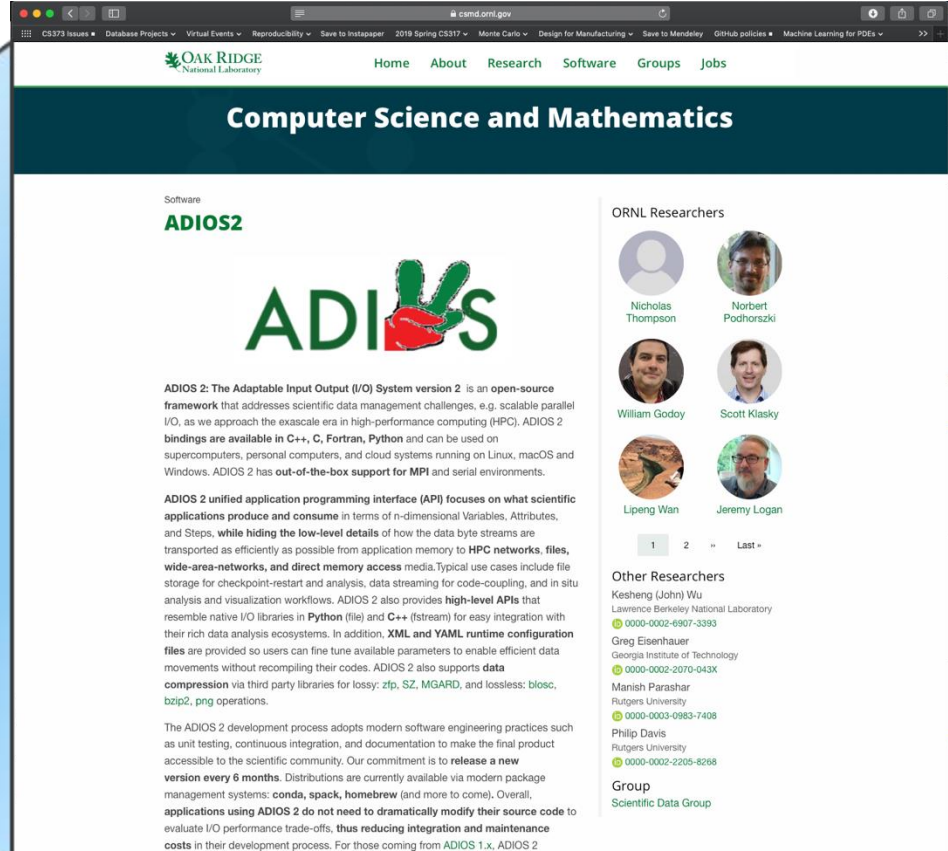 csmd.ornl.gov
CS373 Issues Database Projects Virtual Events Reproducibility Save to Instapaper 2019 Spring CS317 Monte Carlo Design for Manufacturing Save to Mendeley GitHub policies Machine Learning for PDEs >>
OAK RIDGE
National Laboratory
Home About Research Software Groups Jobs
Computer Science and Mathematics
Software
ADIOS2
ADIOS
ADIOS 2: The Adaptable Input Output (I/O) System version 2 is an open-source
framework that addresses scientific data management challenges, e.g. scalable parallel
I/O, as we approach the exascale era in high-performance computing (HPC). ADIOS 2
bindings are available in C++, C, Fortran, Python and can be used on
supercomputers, personal computers, and cloud systems running on Linux, macOS and
Windows. ADIOS 2 has out-of-the-box support for MPI and serial environments.
ADIOS 2 unified application programming interface (API) focuses on what scientific
applications produce and consume in terms of n-dimensional Variables, Attributes,
and Steps, while hiding the low-level details of how the data byte streams are
transported as efficiently as possible from application memory to HPC networks, files,
wide-area-networks, and direct memory access media.Typical use cases include file
storage for checkpoint-restart and analysis, data streaming for code-coupling, and in situ
analysis and visualization workflows. ADIOS 2 also provides high-level APIs that
resemble native I/O libraries in Python (file) and C++ (fstream) for easy integration with
their rich data analysis ecosystems. In addition, XML and YAML runtime configuration
files are provided so users can fine tune available parameters to enable efficient data
movements without recompiling their codes. ADIOS 2 also supports data
compression via third party libraries for lossy: zfp, SZ, MGARD, and lossless: blosc,
bzip2, png operations.
The ADIOS 2 development process adopts modern software engineering practices such
as unit testing, continuous integration, and documentation to make the final product
accessible to the scientific community. Our commitment is to release a new
version every 6 months. Distributions are currently available via modern package
management systems: conda, spack, homebrew (and more to come). Overall,
applications using ADIOS 2 do not need to dramatically modify their source code to
evaluate I/O performance trade-offs, thus reducing integration and maintenance
costs in their development process. For those coming from ADIOS 1.x, ADIOS 2
ORNL Researchers
Nicholas
Thompson
Norbert
Podhorszki
William Godoy
Scott Klasky
Lipeng Wan
Jeremy Logan
1 2 » Last »
Other Researchers
Kesheng (John) Wu
Lawrence Berkeley National Laboratory
iD 0000-0002-6907-3393
Greg Eisenhauer
Georgia Institute of Technology
iD 0000-0002-2070-043X
Manish Parashar
Rutgers University
iD 0000-0003-0983-7408
Philip Davis
Rutgers University
iD 0000-0002-2205-8268
Group
Scientific Data Group